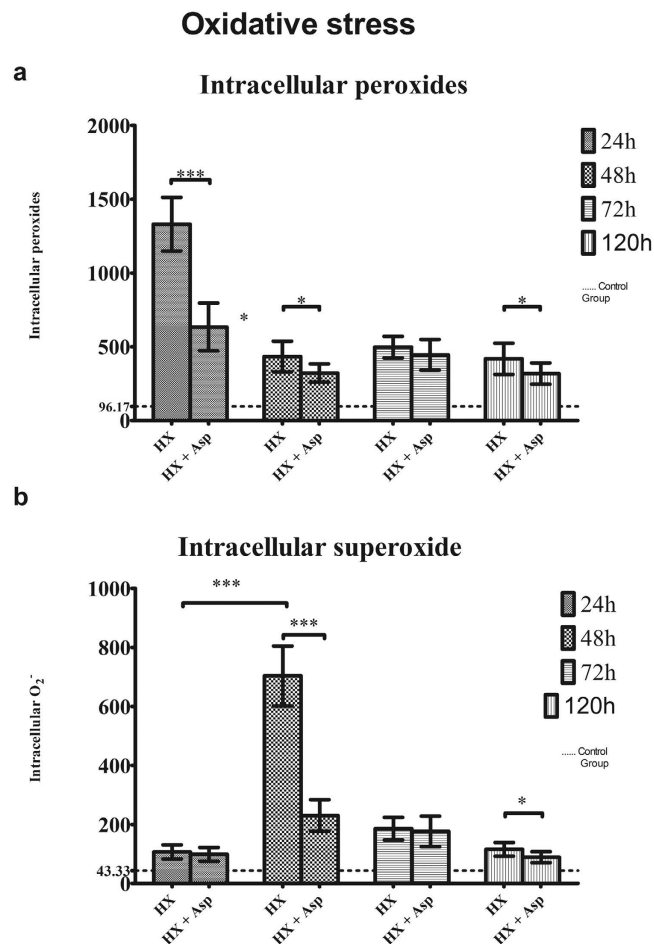 Oxidative stress
a
Intracellular peroxides
2000
1500
1000
500
96.17
0
Intracellular peroxides
***
*
*
*
HX
HX + Asp
HX
HX + Asp
HX
HX + Asp
HX
HX + Asp
24h
48h
72h
120h
...... Control
Group
b
Intracellular superoxide
1000
800
600
400
200
43.33
0
Intracellular O₂⁻
***
***
*
HX
HX + Asp
HX
HX + Asp
HX
HX + Asp
HX
HX + Asp
24h
48h
72h
120h
...... Control
Group